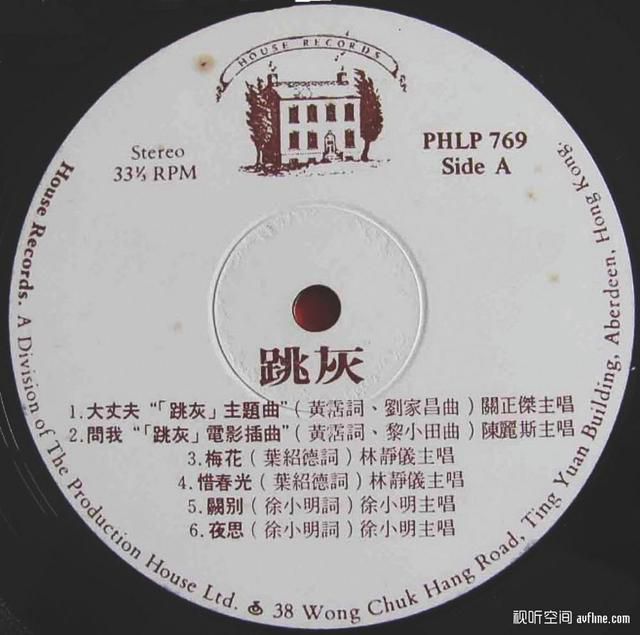 HOUSE RECORDS
Stereo
33⅓ RPM
PHLP 769
Side A
跳灰
1.大丈夫“「跳灰」主題曲”（黃霑詞、劉家昌曲）關正傑主唱
2.問我“「跳灰」電影插曲”（黃霑詞、黎小田曲）陳麗斯主唱
3.梅花（葉紹德詞）林靜儀主唱
4.惜春光（葉紹德詞）林靜儀主唱
5.闊別（徐小明詞）徐小明主唱
6.夜思（徐小明詞）徐小明主唱
House Records. A Division of The Production House Ltd. 38 Wong Chuk Hang Road, Ting Yuan Building, Aberdeen, Hong Kong.
视听空间 avfline.com